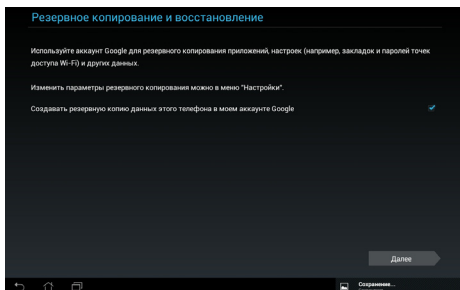 Резервное копирование и восстановление
Используйте аккаунт Google для резервного копирования приложений, настроек (например, закладок и паролей точек
доступа Wi-Fi) и других данных.
Изменить параметры резервного копирования можно в меню "Настройки".
Создавать резервную копию данных этого телефона в моем аккаунте Google
Далее
Сохранение...